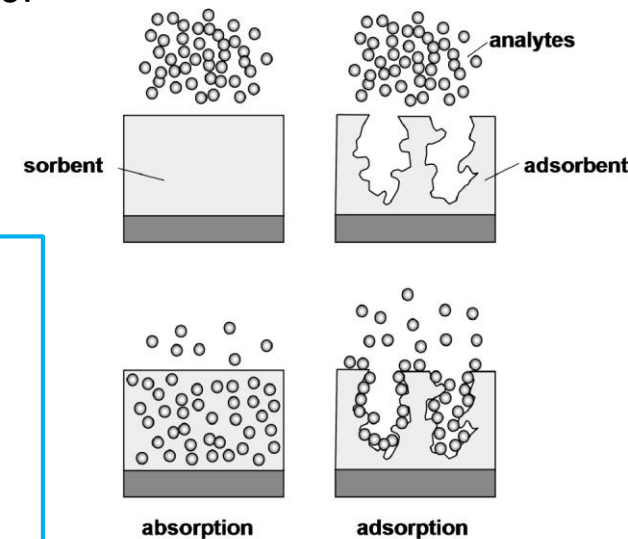 analytes
sorbent
adsorbent
absorption
adsorption